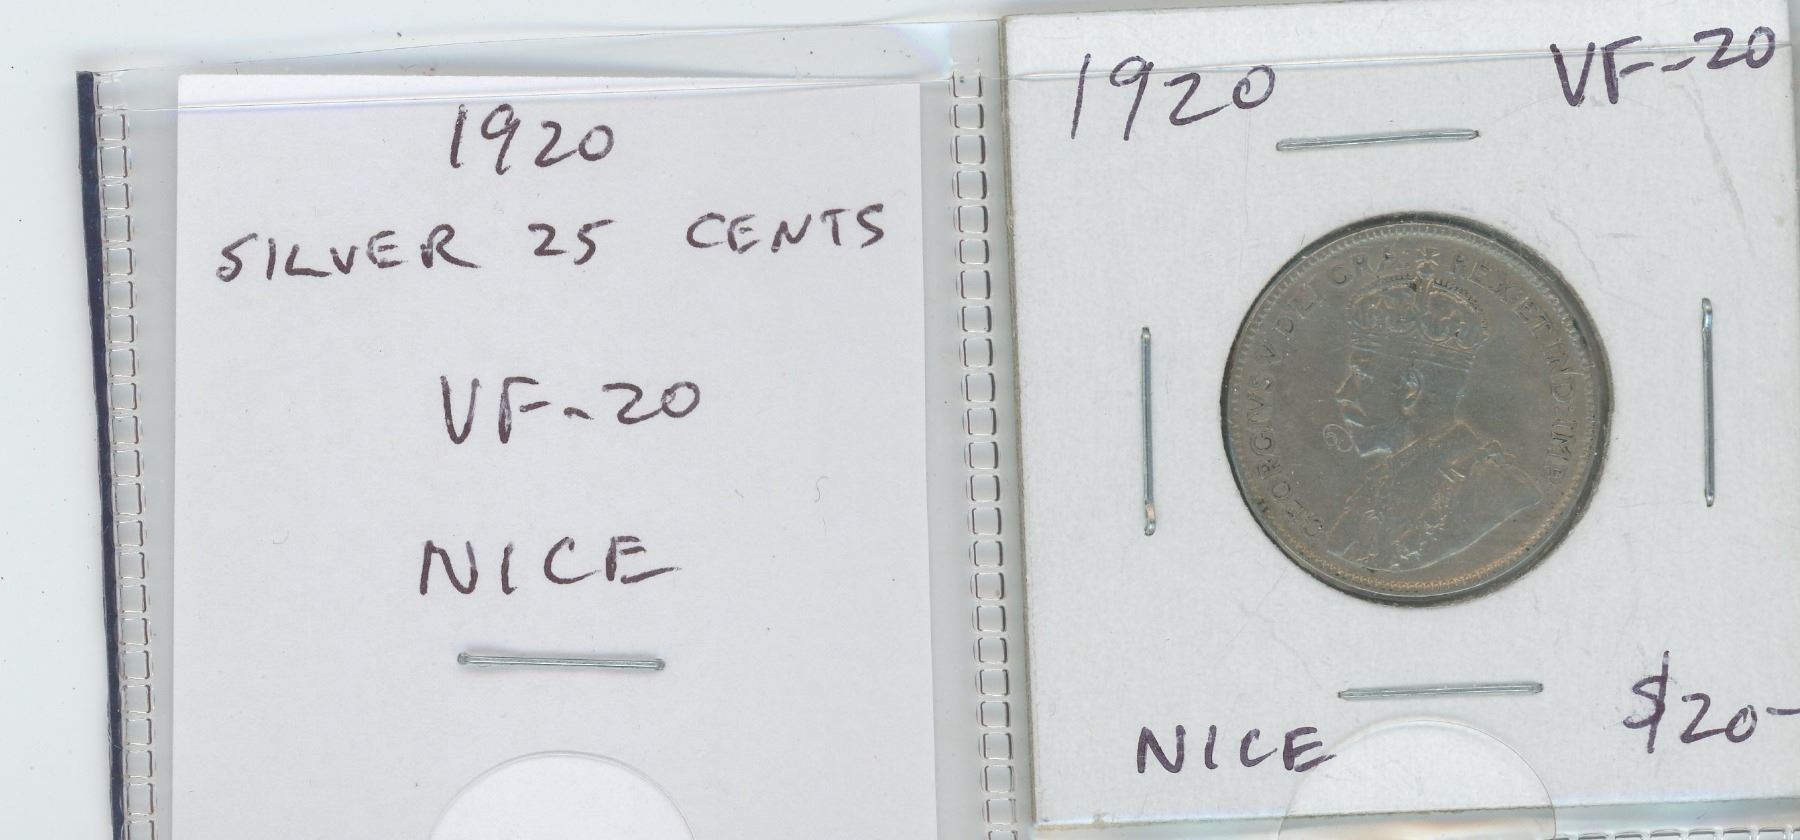 1920
SILVER 25 CENTS
VF-20
NICE
1920 VF-20
GEORGIVS V DEI GRA: REX ET IND: IMP:
NICE $20-